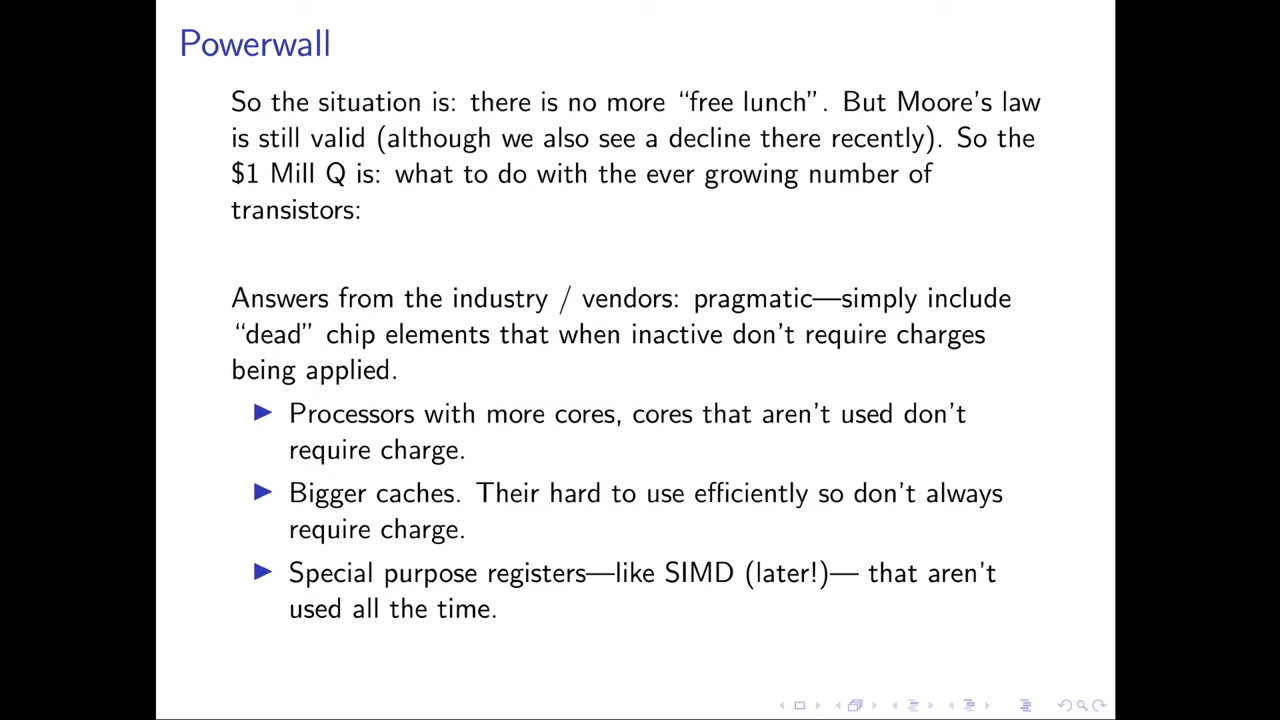 Powerwall
So the situation is: there is no more “free lunch”. But Moore’s law
is still valid (although we also see a decline there recently). So the
$1 Mill Q is: what to do with the ever growing number of
transistors:
Answers from the industry / vendors: pragmatic—simply include
“dead” chip elements that when inactive don’t require charges
being applied.
Processors with more cores, cores that aren’t used don’t
require charge.
Bigger caches. Their hard to use efficiently so don’t always
require charge.
Special purpose registers—like SIMD (later!)— that aren’t
used all the time.